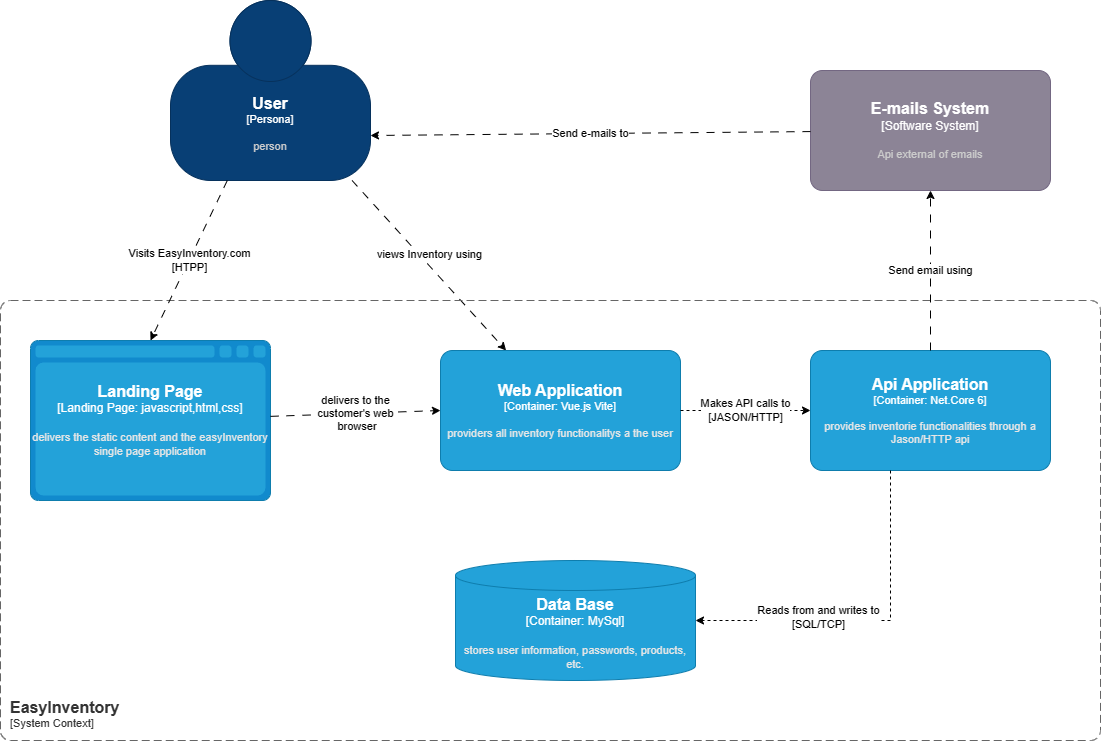 User
[Persona]
person
E-mails System
[Software System]
Api external of emails
Send e-mails to
Visits EasyInventory.com
[HTPP]
views Inventory using
Send email using
Landing Page
[Landing Page: javascript,html,css]
delivers the static content and the easyInventory
single page application
delivers to the
customer's web
browser
Web Application
[Container: Vue.js Vite]
providers all inventory functionalitys a the user
Makes API calls to
[JASON/HTTP]
Api Application
[Container: Net.Core 6]
provides inventorie functionalities through a
Jason/HTTP api
Data Base
[Container: MySql]
stores user information, passwords, products,
etc.
Reads from and writes to
[SQL/TCP]
EasyInventory
[System Context]